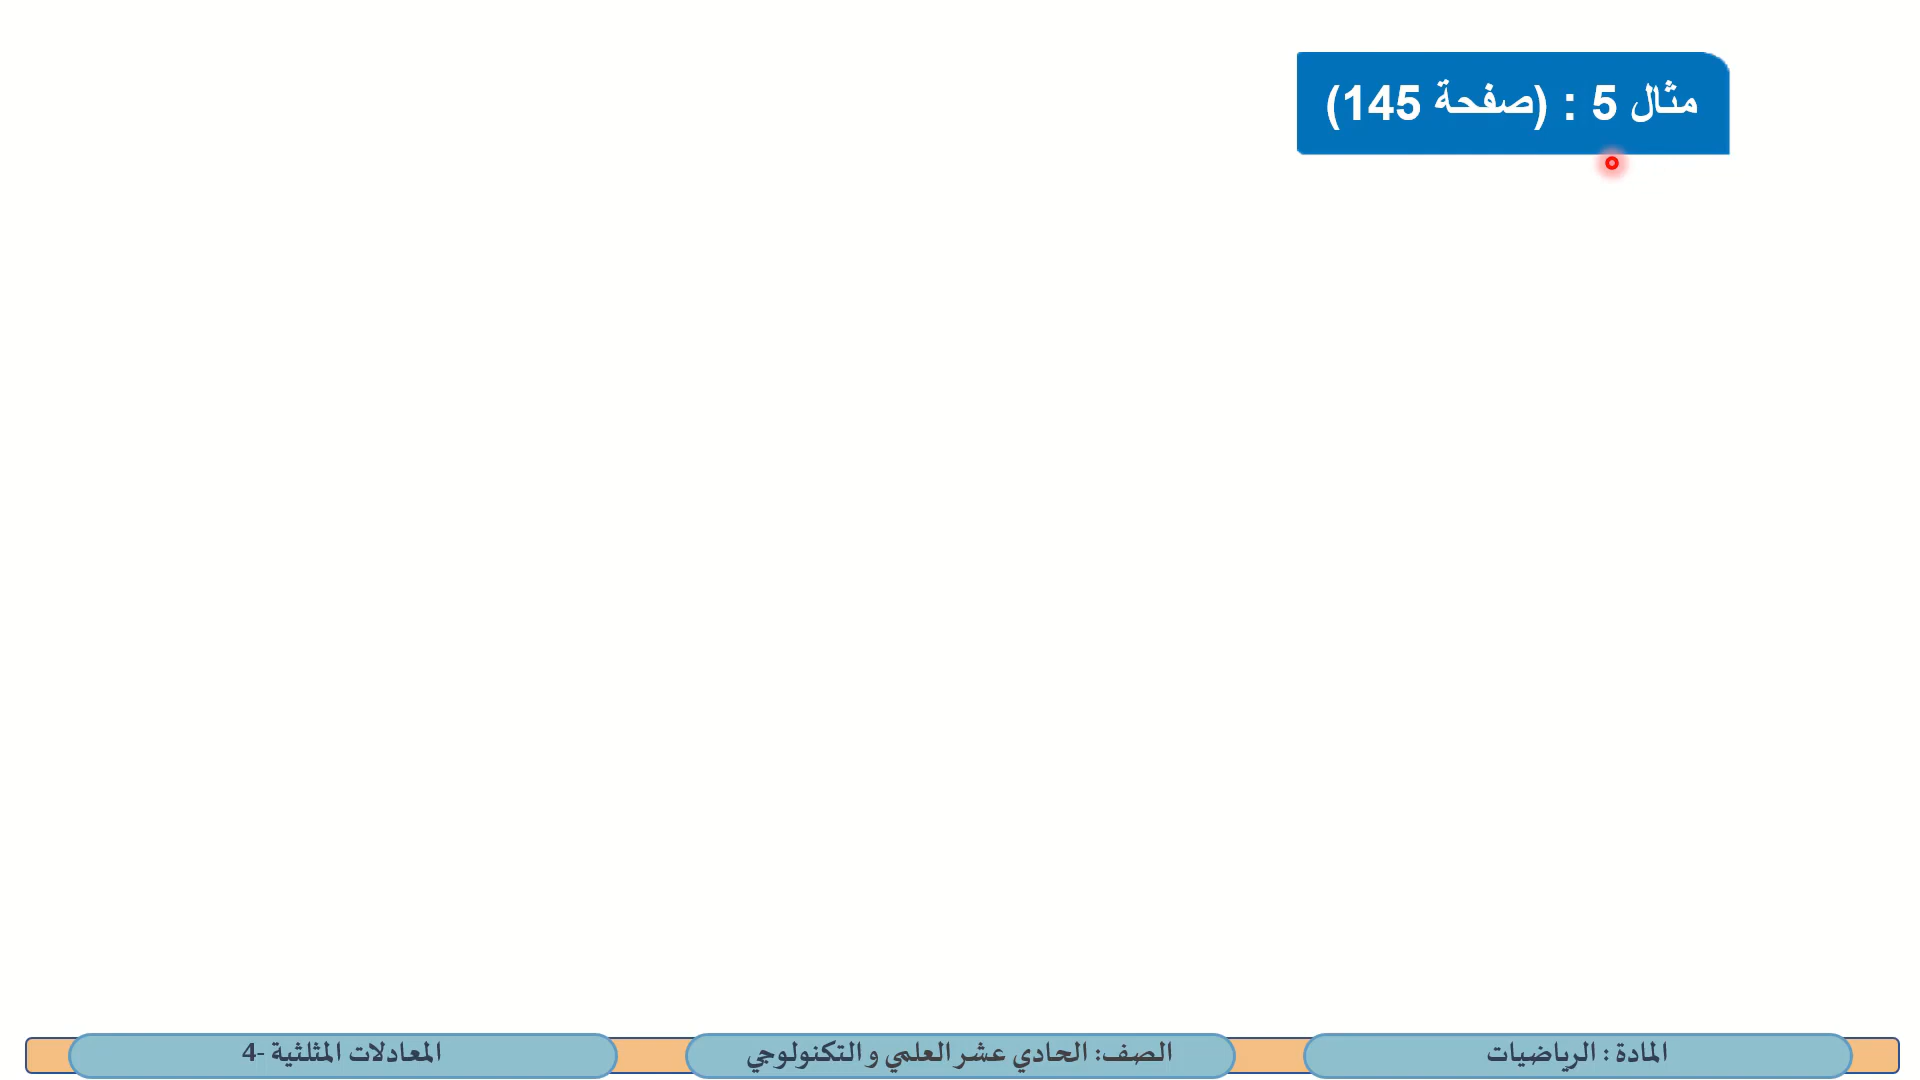 مثال 5 : (صفحة 145)
المادة : الرياضيات
الصف: الحادي عشر العلمي و التكنولوجي
المعادلات المثلثية -4